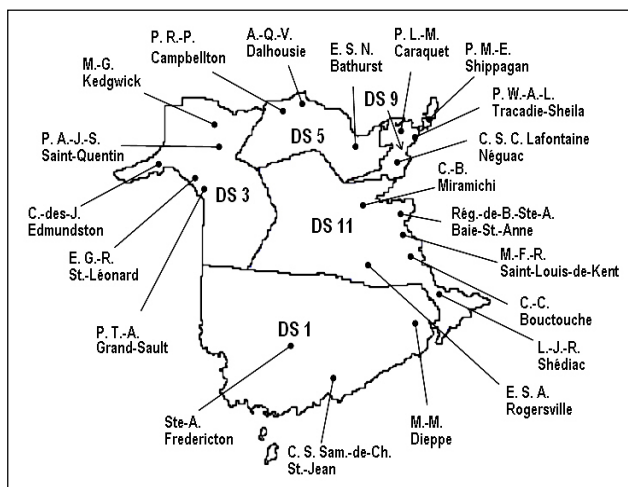 P. R.-P.
Campbellton
A.-Q.-V.
Dalhousie
E. S. N.
Bathurst
P. L.-M.
Caraquet
P. M.-E.
Shippagan
M.-G.
Kedgwick
DS 9
P. W.-A.-L.
Tracadie-Sheila
P. A.-J.-S.
Saint-Quentin
DS 5
C. S. C. Lafontaine
Néguac
C.-B.
Miramichi
DS 3
C.-des-J.
Edmundston
DS 11
Rég.-de-B.-Ste-A.
Baie-St.-Anne
E. G.-R.
St.-Léonard
M.-F.-R.
Saint-Louis-de-Kent
P. T.-A.
Grand-Sault
C.-C.
Bouctouche
DS 1
L.-J.-R.
Shédiac
E. S. A.
Rogersville
Ste-A.
Fredericton
C. S. Sam.-de-Ch.
St.-Jean
M.-M.
Dieppe